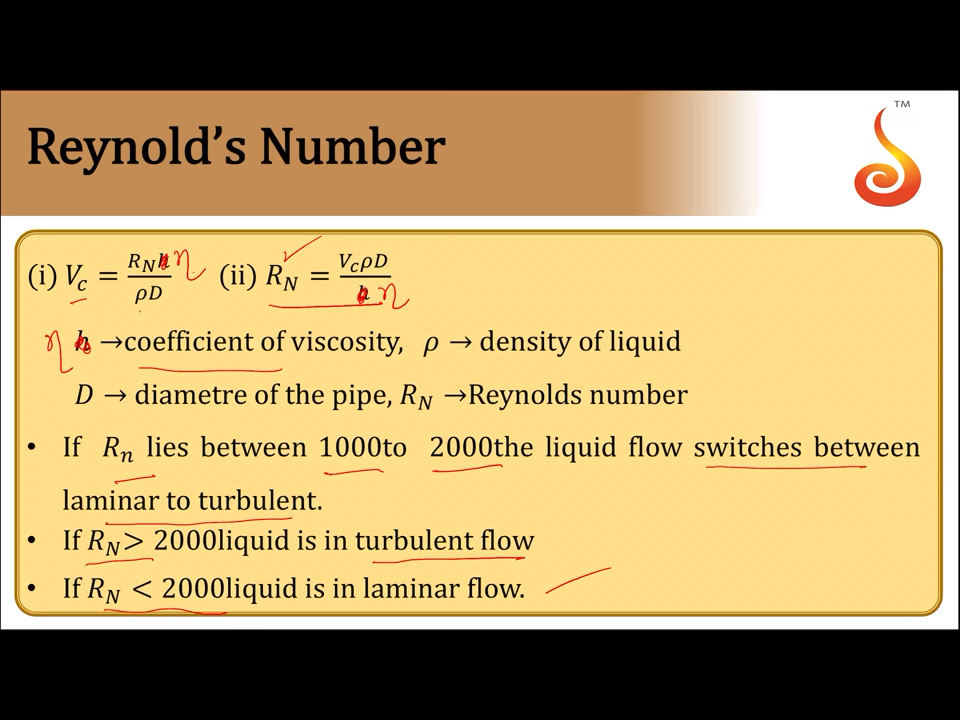 TM
Reynold's Number
(i) V_c = R_N h η / ρD (ii) R_N = V_c ρD / h η
η h → coefficient of viscosity, ρ → density of liquid
D → diametre of the pipe, R_N → Reynolds number
• If R_n lies between 1000to 2000the liquid flow switches between
laminar to turbulent.
• If R_N > 2000liquid is in turbulent flow
• If R_N < 2000liquid is in laminar flow.